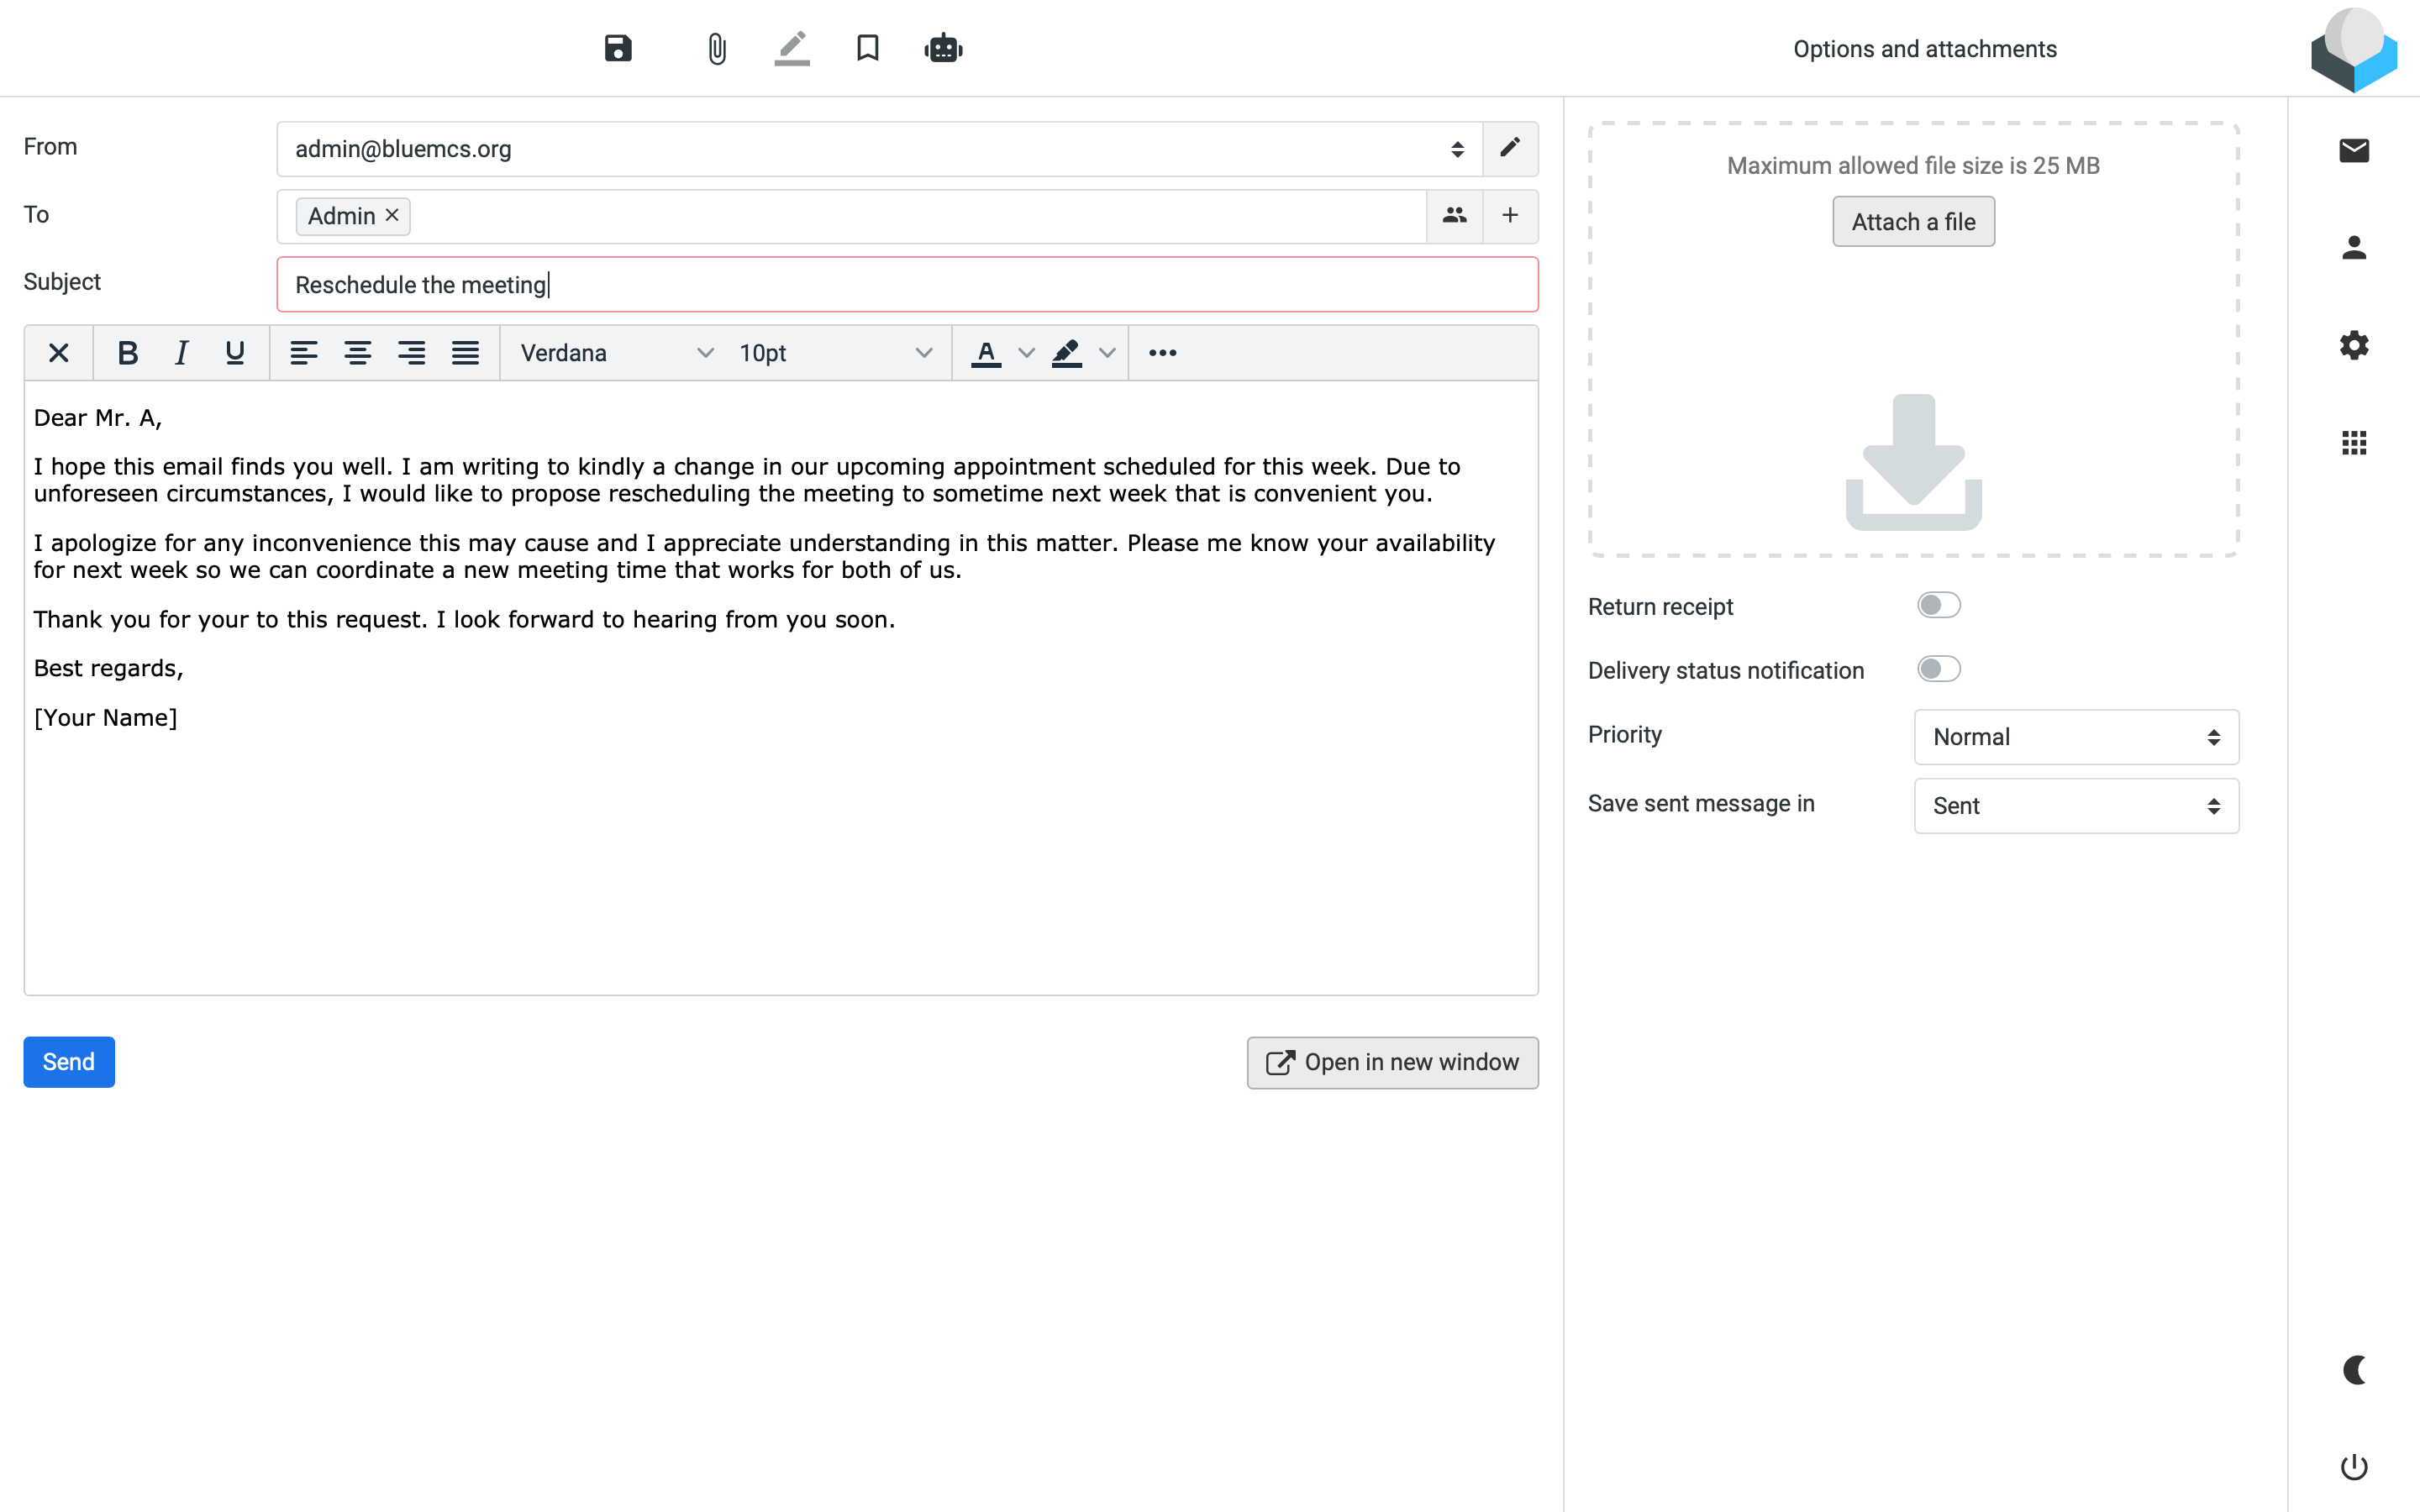 Options and attachments
From
admin@bluemcs.org
To
Admin
Subject
Reschedule the meeting
B I U
Verdana
10pt
A
Dear Mr. A,
I hope this email finds you well. I am writing to kindly a change in our upcoming appointment scheduled for this week. Due to
unforeseen circumstances, I would like to propose rescheduling the meeting to sometime next week that is convenient you.
I apologize for any inconvenience this may cause and I appreciate understanding in this matter. Please me know your availability
for next week so we can coordinate a new meeting time that works for both of us.
Thank you for your to this request. I look forward to hearing from you soon.
Best regards,
[Your Name]
Send
Open in new window
Maximum allowed file size is 25 MB
Attach a file
Return receipt
Delivery status notification
Priority
Normal
Save sent message in
Sent